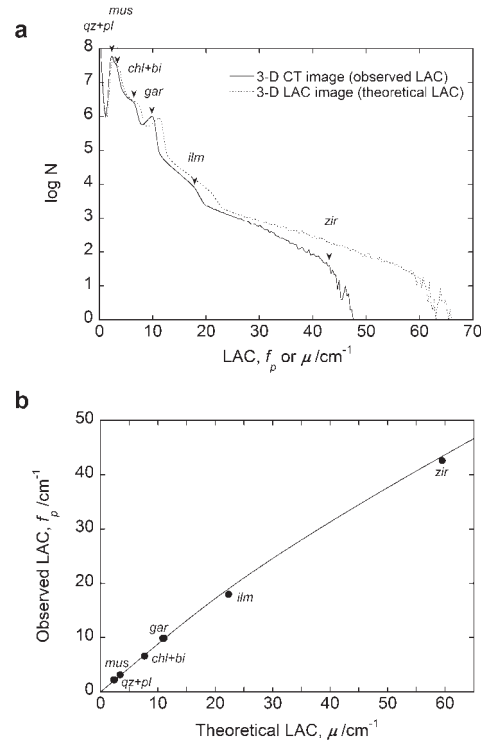 a
mus
qz+pl
chl+bi
gar
ilm
zir
3-D CT image (observed LAC)
3-D LAC image (theoretical LAC)
log N
8
7
6
5
4
3
2
1
0
0 10 20 30 40 50 60 70
LAC, fp or μ /cm-1
b
Observed LAC, fp /cm-1
50
40
30
20
10
0
zir
ilm
gar
chl+bi
mus
qz+pl
0 10 20 30 40 50 60
Theoretical LAC, μ /cm-1